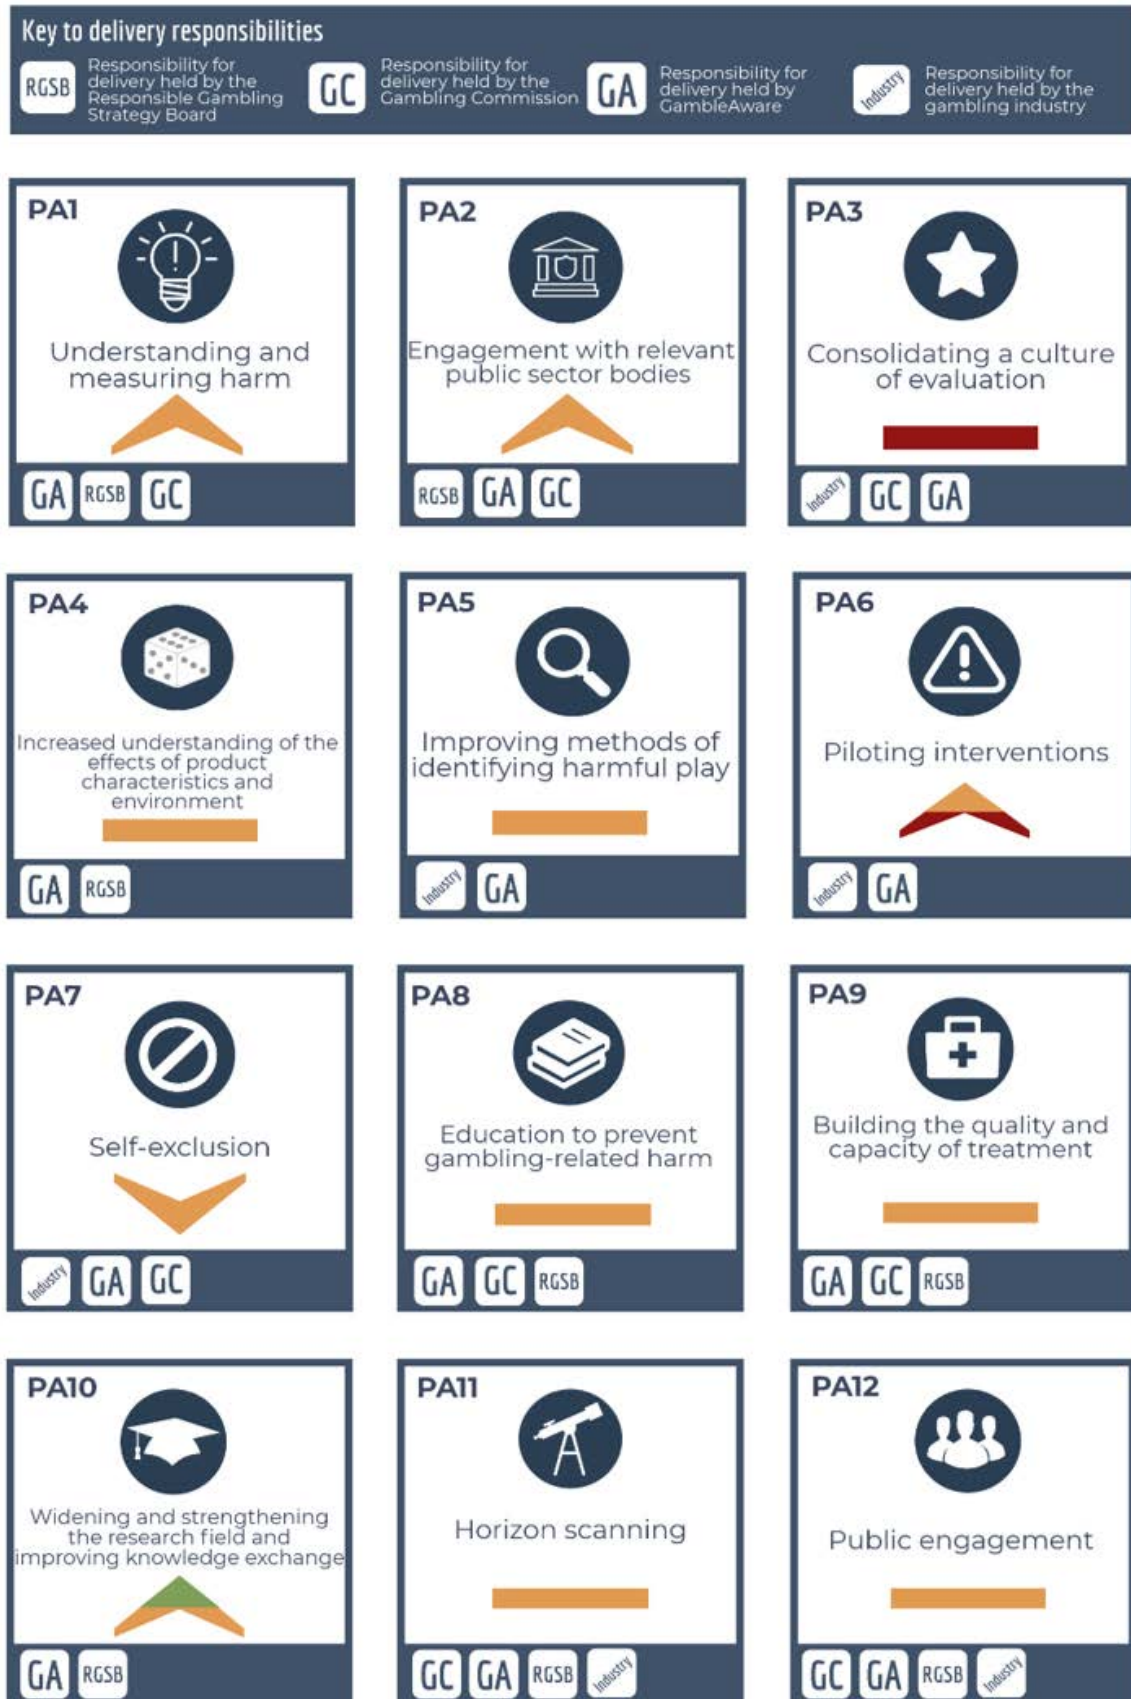 Key to delivery responsibilities
RGSB
Responsibility for
delivery held by the
Responsible Gambling
Strategy Board
GC
Responsibility for
delivery held by the
Gambling Commission
GA
Responsibility for
delivery held by
GambleAware
Industry
Responsibility for
delivery held by the
gambling industry
PA1
Understanding and
measuring harm
GA RGSB GC
PA2
Engagement with relevant
public sector bodies
RGSB GA GC
PA3
Consolidating a culture
of evaluation
Industry GC GA
PA4
Increased understanding of the
effects of product
characteristics and
environment
GA RGSB
PA5
Improving methods of
identifying harmful play
Industry GA
PA6
Piloting interventions
Industry GA
PA7
Self-exclusion
Industry GA GC
PA8
Education to prevent
gambling-related harm
GA GC RGSB
PA9
Building the quality and
capacity of treatment
GA GC RGSB
PA10
Widening and strengthening
the research field and
improving knowledge exchange
GA RGSB
PA11
Horizon scanning
GC GA RGSB Industry
PA12
Public engagement
GC GA RGSB Industry